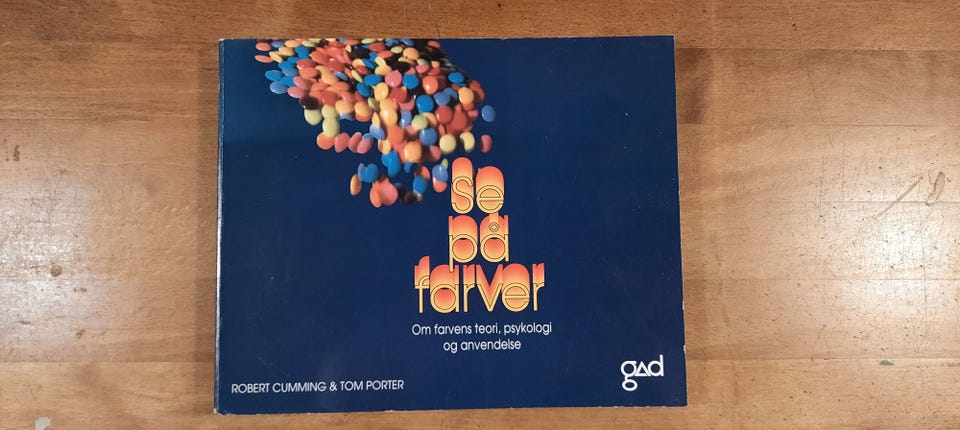 se
på
farver
Om farvens teori, psykologi
og anvendelse
ROBERT CUMMING & TOM PORTER
gad